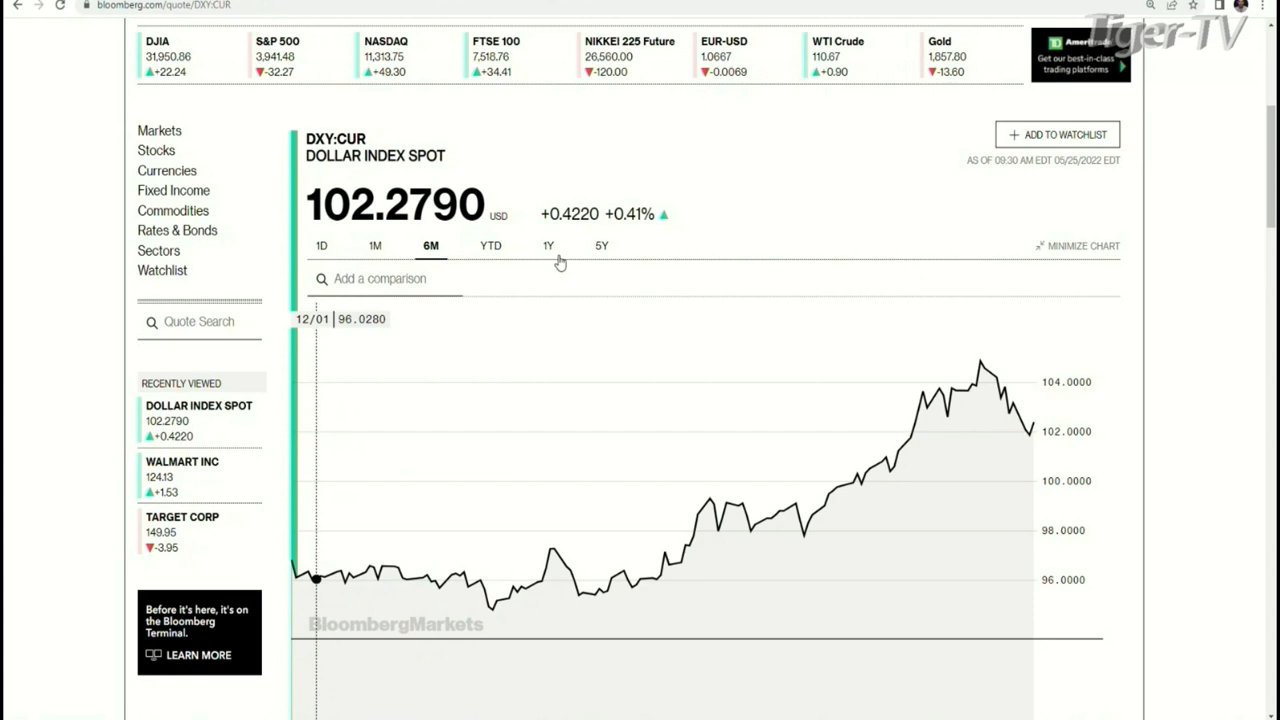 bloomberg.com/quote/DXY:CUR
Tiger-TV
DJIA
31,950.86
+22.24
S&P 500
3,941.48
-32.27
NASDAQ
11,313.75
+49.30
FTSE 100
7,518.76
+34.41
NIKKEI 225 Future
26,560.00
-120.00
EUR-USD
1.0667
-0.0069
WTI Crude
110.67
+0.90
Gold
1,857.80
-13.60
TD Ameritrade
Get our best-in-class
trading platforms
Markets
Stocks
Currencies
Fixed Income
Commodities
Rates & Bonds
Sectors
Watchlist
Quote Search
RECENTLY VIEWED
DOLLAR INDEX SPOT
102.2790
+0.4220
WALMART INC
124.13
+1.53
TARGET CORP
149.95
-3.95
Before it's here, it's on
the Bloomberg
Terminal.
LEARN MORE
DXY:CUR
DOLLAR INDEX SPOT
102.2790 USD +0.4220 +0.41%
+ ADD TO WATCHLIST
AS OF 09:30 AM EDT 05/25/2022 EDT
1D 1M 6M YTD 1Y 5Y
MINIMIZE CHART
Add a comparison
12/01 96.0280
104.0000
102.0000
100.0000
98.0000
96.0000
BloombergMarkets